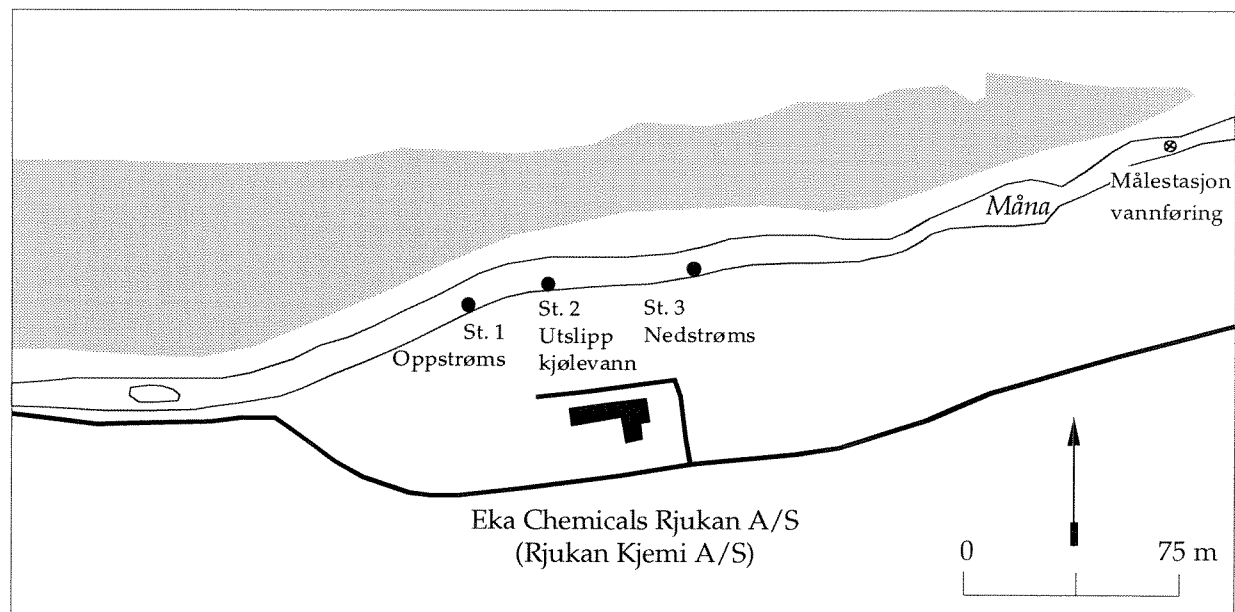 Målestasjon
vannføring
Måna
St. 1
Oppstrøms
St. 2
Utslipp
kjølevann
St. 3
Nedstrøms
Eka Chemicals Rjukan A/S
(Rjukan Kjemi A/S)
0 75 m